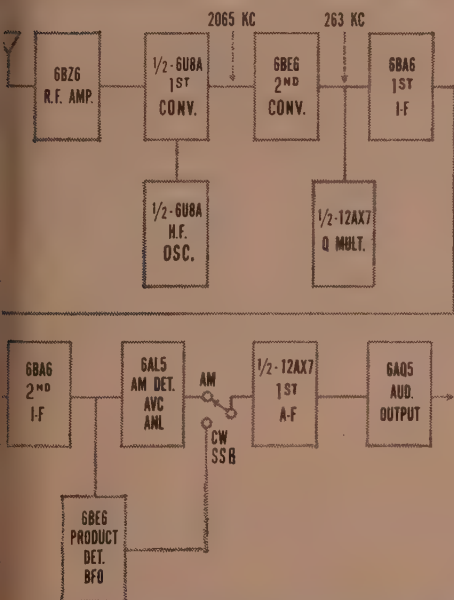 2065 KC
263 KC
6BZ6
R.F. AMP.
1/2-6U8A
1ST
CONV.
6BE6
2ND
CONV.
6BA6
1ST
I-F
1/2-6U8A
H.F.
OSC.
1/2-12AX7
Q MULT.
6BA6
2ND
I-F
6AL5
AM DET.
AVC
ANL
AM
CW
SSB
1/2-12AX7
1ST
A-F
6AQ5
AUD.
OUTPUT
6BE6
PRODUCT
DET.
BFO